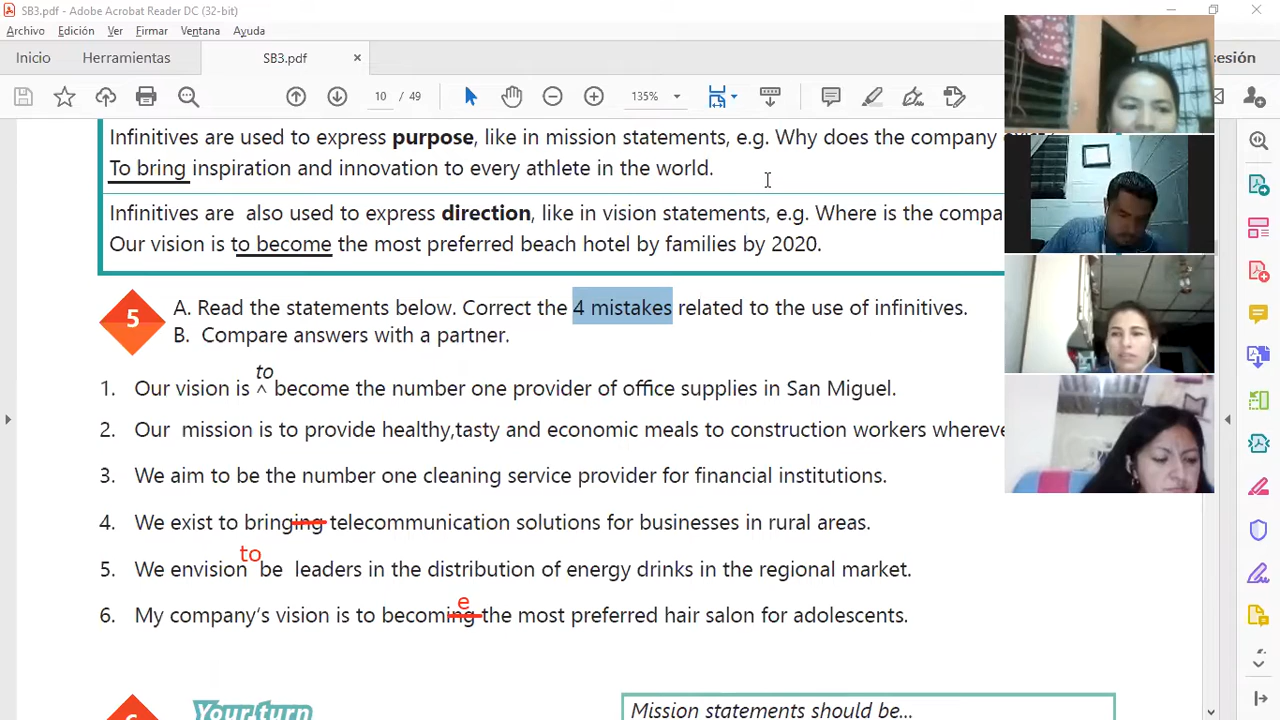 SB3.pdf - Adobe Acrobat Reader DC (32-bit)
Archivo Edición Ver Firmar Ventana Ayuda
Inicio Herramientas SB3.pdf × sesión
10 / 49 135%
Infinitives are used to express purpose, like in mission statements, e.g. Why does the company
To bring inspiration and innovation to every athlete in the world.
Infinitives are also used to express direction, like in vision statements, e.g. Where is the compa
Our vision is to become the most preferred beach hotel by families by 2020.
5 A. Read the statements below. Correct the 4 mistakes related to the use of infinitives.
B. Compare answers with a partner.
to
1. Our vision is ^ become the number one provider of office supplies in San Miguel.
2. Our mission is to provide healthy,tasty and economic meals to construction workers whereve
3. We aim to be the number one cleaning service provider for financial institutions.
4. We exist to bringing telecommunication solutions for businesses in rural areas.
to
5. We envision be leaders in the distribution of energy drinks in the regional market.
e
6. My company's vision is to becoming the most preferred hair salon for adolescents.
6 Your turn
Mission statements should be...